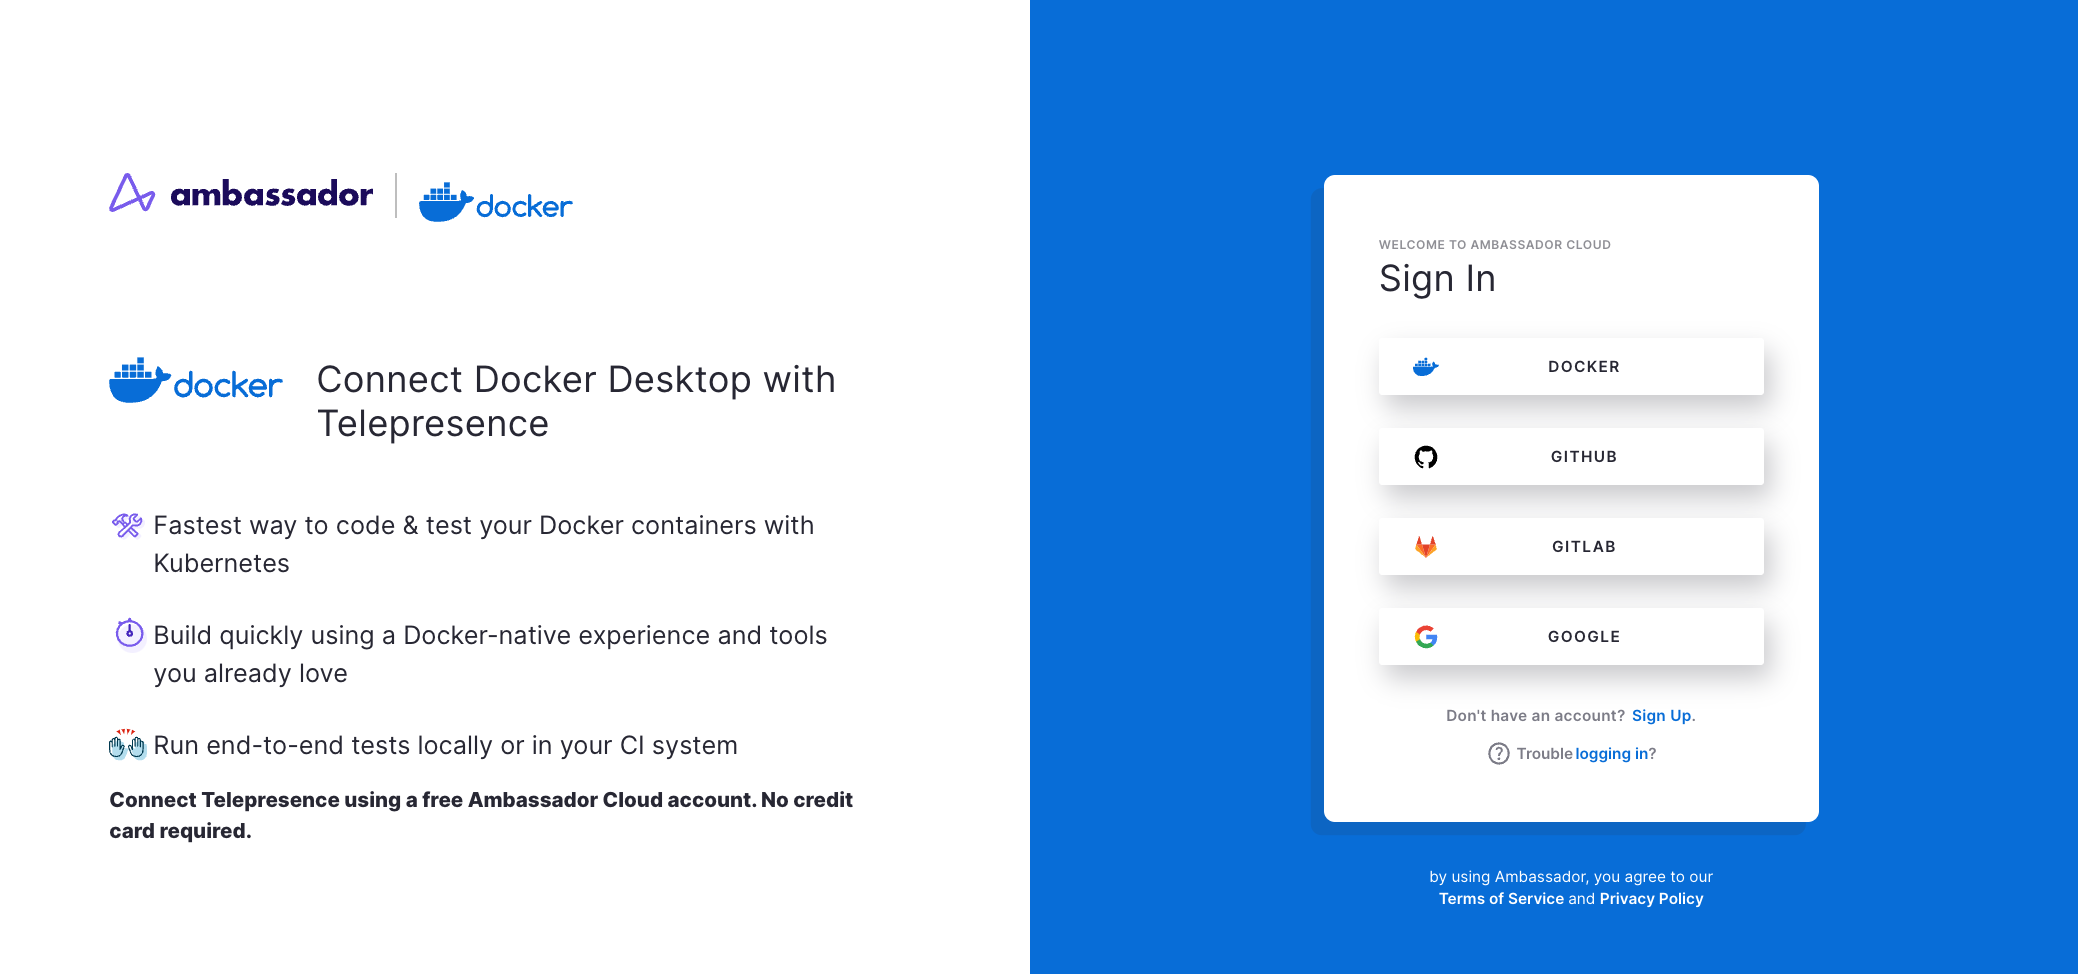 ambassador
docker
docker
Connect Docker Desktop with
Telepresence
Fastest way to code & test your Docker containers with
Kubernetes
Build quickly using a Docker-native experience and tools
you already love
Run end-to-end tests locally or in your CI system
Connect Telepresence using a free Ambassador Cloud account. No credit
card required.
WELCOME TO AMBASSADOR CLOUD
Sign In
DOCKER
GITHUB
GITLAB
GOOGLE
Don't have an account? Sign Up.
Trouble logging in?
by using Ambassador, you agree to our
Terms of Service and Privacy Policy